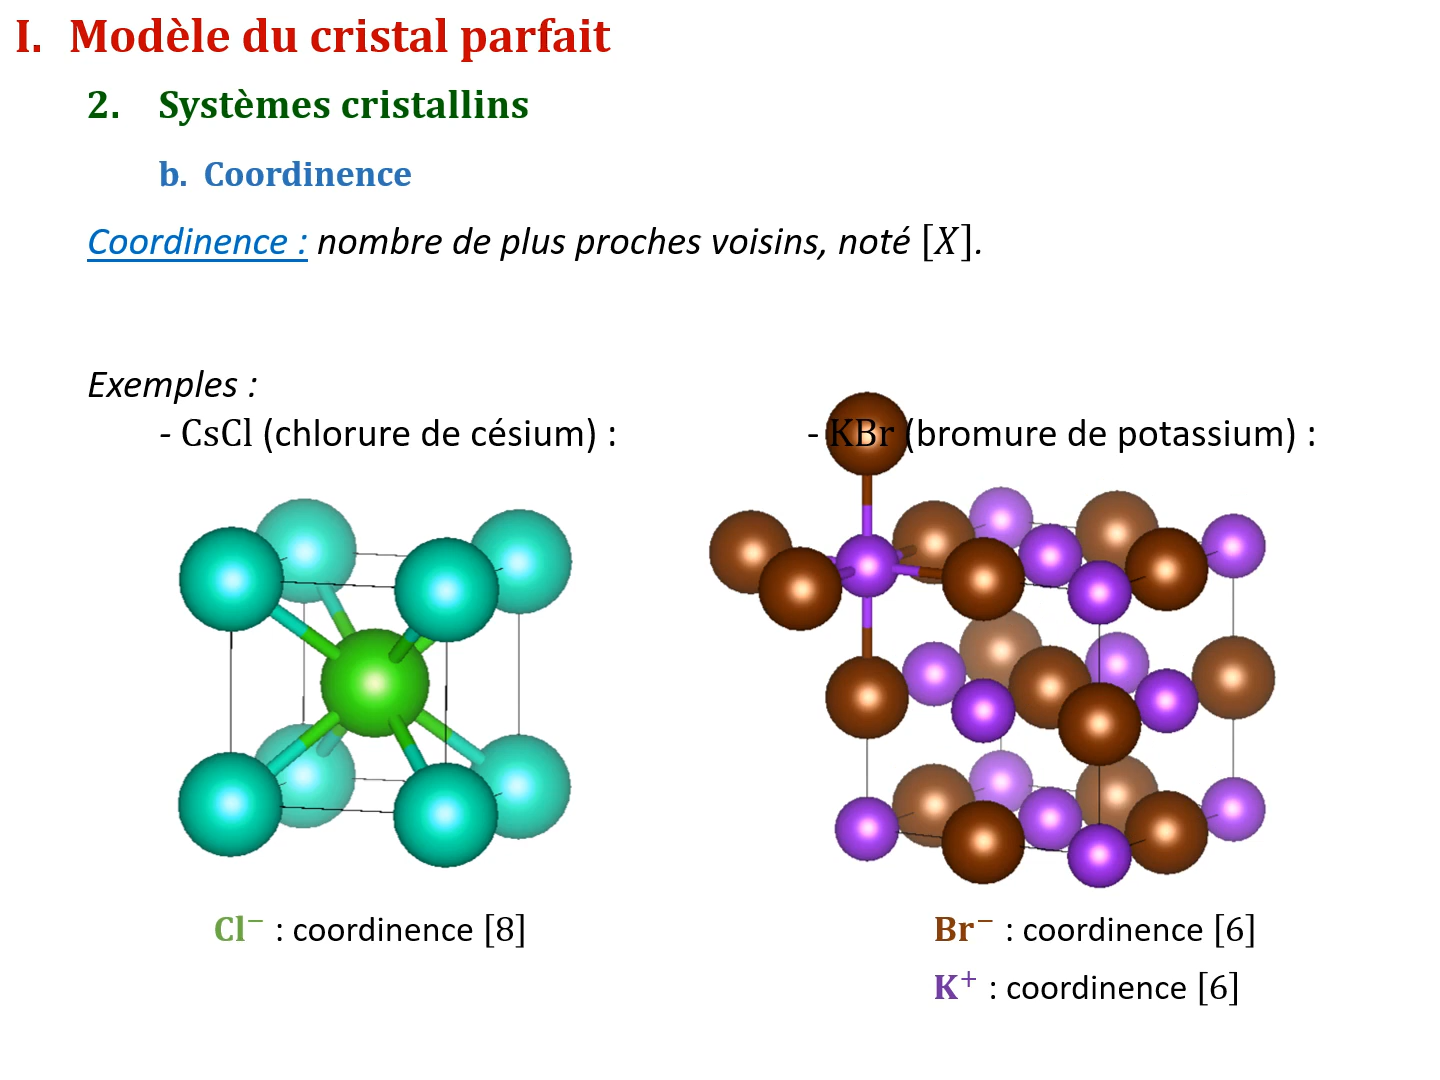 I. Modèle du cristal parfait
2. Systèmes cristallins
b. Coordinence
Coordinence : nombre de plus proches voisins, noté [X].
Exemples :
- CsCl (chlorure de césium) :
- KBr (bromure de potassium) :
Cl⁻ : coordinence [8]
Br⁻ : coordinence [6]
K⁺ : coordinence [6]